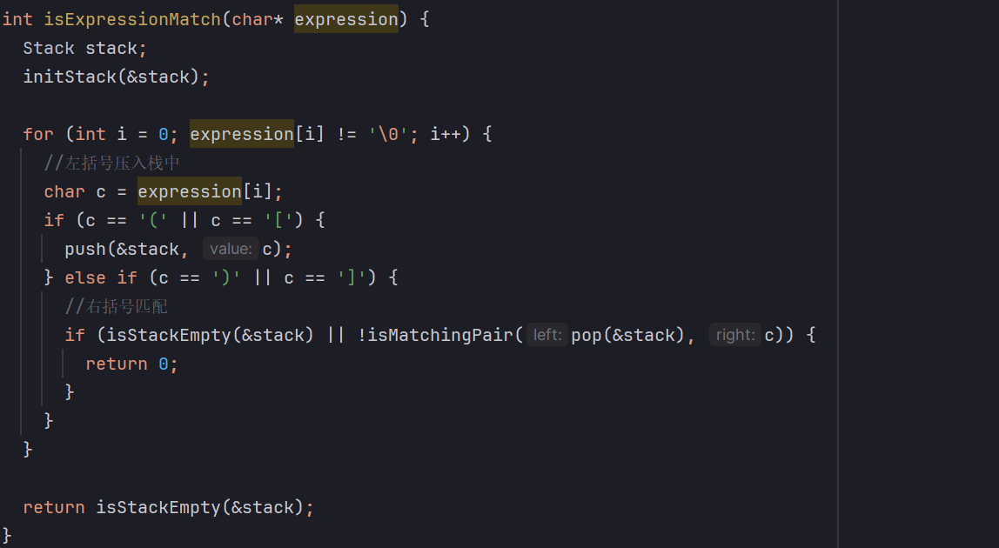 int isExpressionMatch(char* expression) {
Stack stack;
initStack(&stack);
for (int i = 0; expression[i] != '\0'; i++) {
//左括号压入栈中
char c = expression[i];
if (c == '(' || c == '[') {
push(&stack, value: c);
} else if (c == ')' || c == ']') {
//右括号匹配
if (isStackEmpty(&stack) || !isMatchingPair( left: pop(&stack), right: c)) {
return 0;
}
}
}
return isStackEmpty(&stack);
}